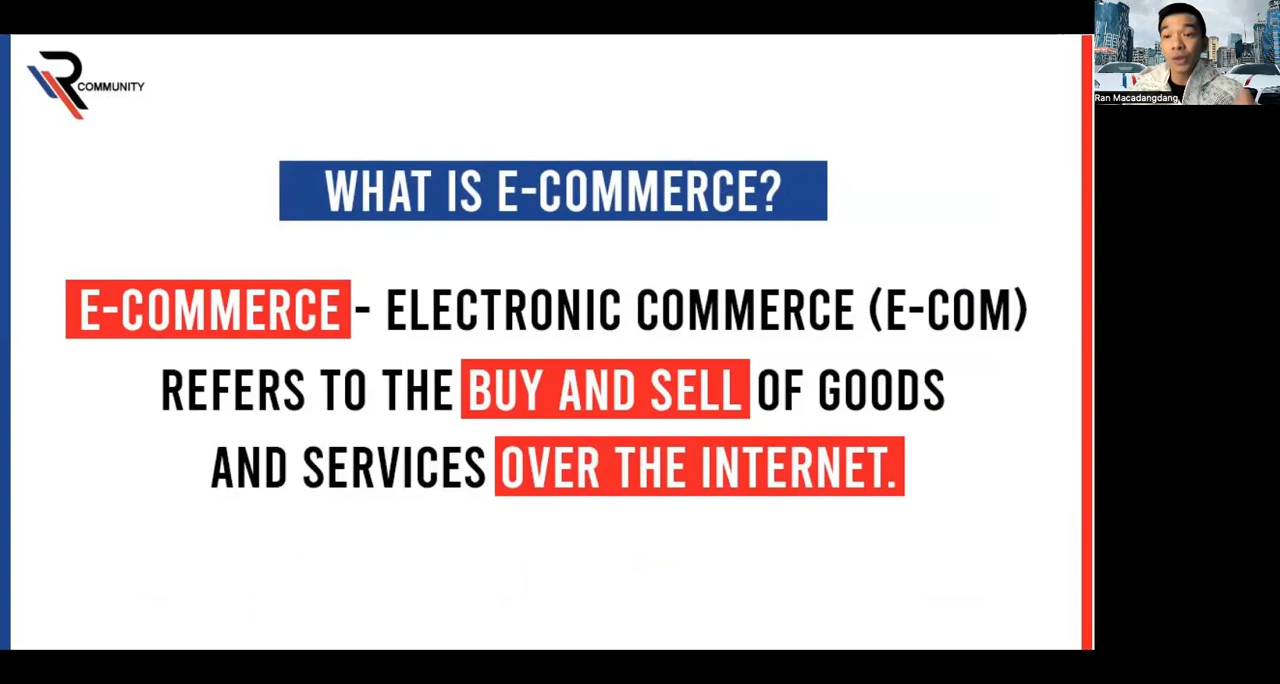 COMMUNITY
WHAT IS E-COMMERCE?
E-COMMERCE - ELECTRONIC COMMERCE (E-COM)
REFERS TO THE BUY AND SELL OF GOODS
AND SERVICES OVER THE INTERNET.
Ran Macadangdang